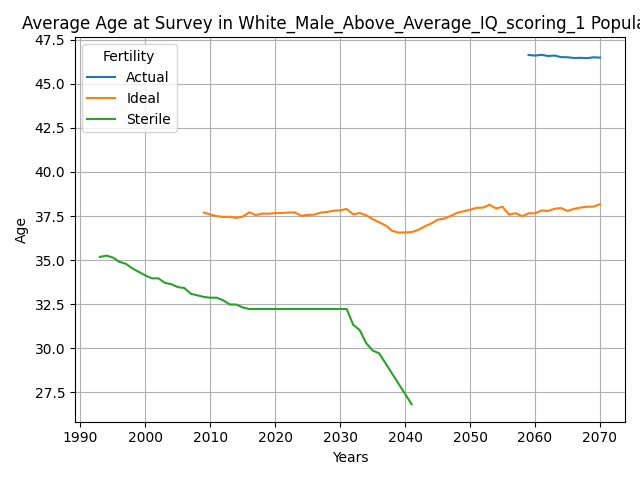 Average Age at Survey in White_Male_Above_Average_IQ_scoring_1 Popula
Fertility
Actual
Ideal
Sterile
Age
47.5
45.0
42.5
40.0
37.5
35.0
32.5
30.0
27.5
1990 2000 2010 2020 2030 2040 2050 2060 2070
Years